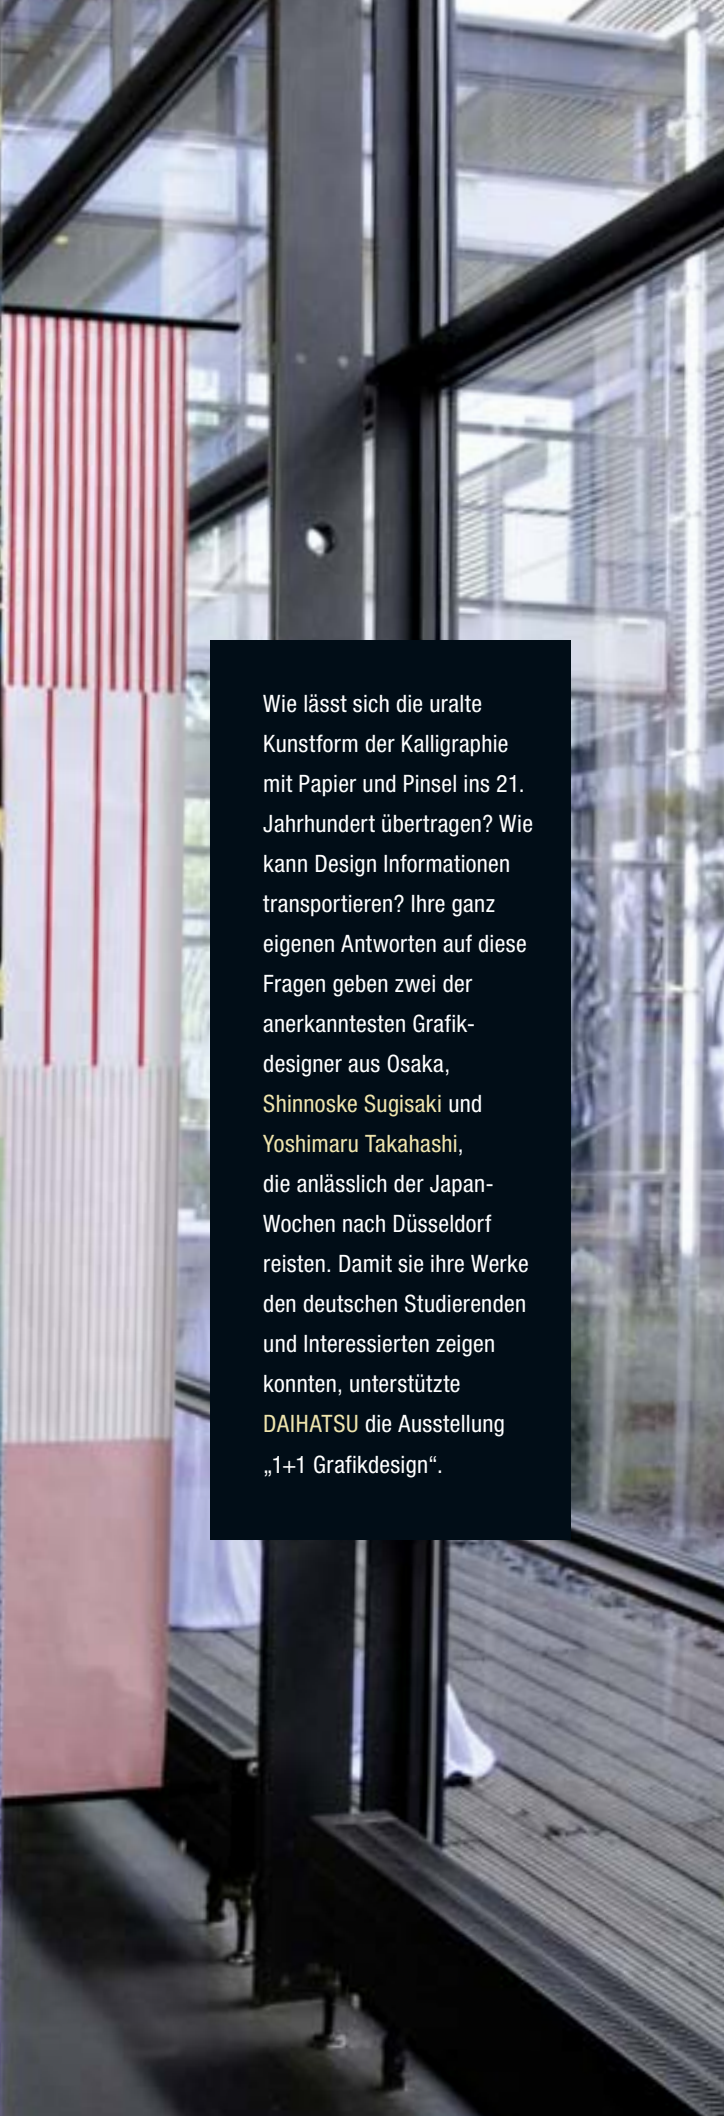 Wie lässt sich die uralte
Kunstform der Kalligraphie
mit Papier und Pinsel ins 21.
Jahrhundert übertragen? Wie
kann Design Informationen
transportieren? Ihre ganz
eigenen Antworten auf diese
Fragen geben zwei der
anerkanntesten Grafik-
designer aus Osaka,
Shinnoske Sugisaki und
Yoshimaru Takahashi,
die anlässlich der Japan-
Wochen nach Düsseldorf
reisten. Damit sie ihre Werke
den deutschen Studierenden
und Interessierten zeigen
konnten, unterstützte
DAIHATSU die Ausstellung
„1+1 Grafikdesign“.